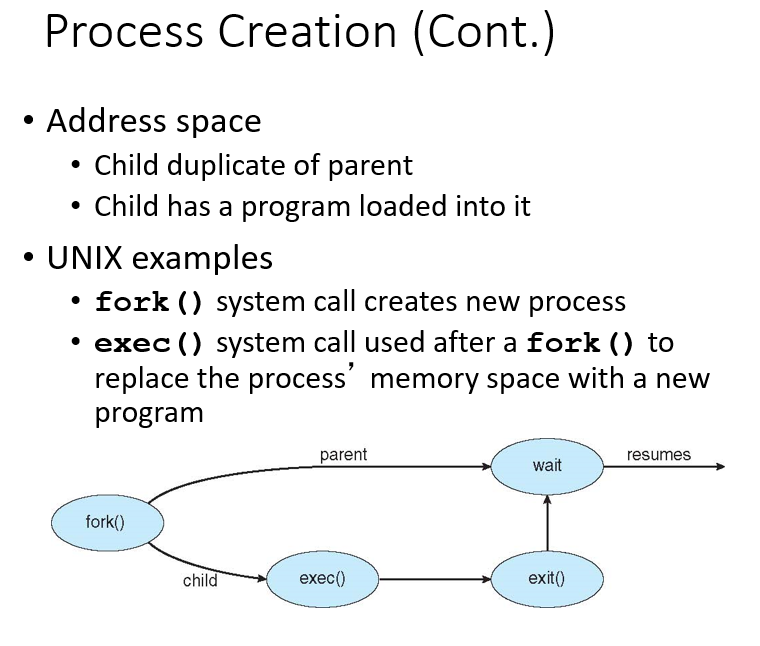 Process Creation (Cont.)
• Address space
• Child duplicate of parent
• Child has a program loaded into it
• UNIX examples
• fork() system call creates new process
• exec() system call used after a fork() to
replace the process’ memory space with a new
program
parent
wait
resumes
fork()
child
exec()
exit()